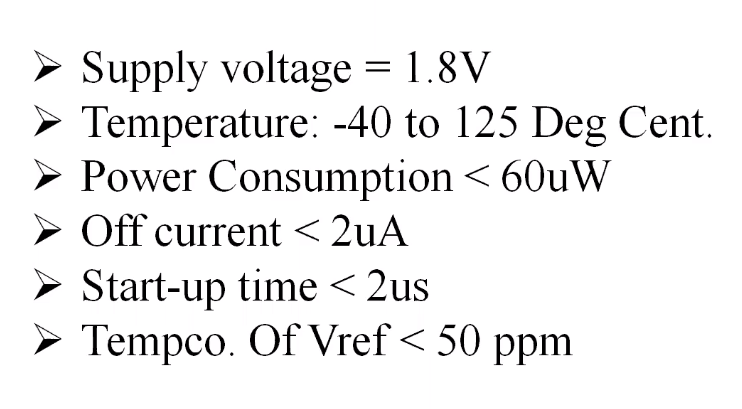 ➢ Supply voltage = 1.8V
➢ Temperature: -40 to 125 Deg Cent.
➢ Power Consumption < 60uW
➢ Off current < 2uA
➢ Start-up time < 2us
➢ Tempco. Of Vref < 50 ppm